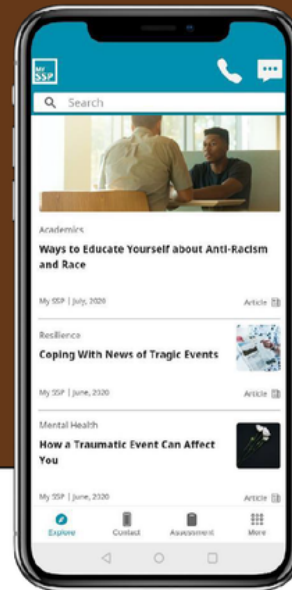 MY
SSP
Search
Academics
Ways to Educate Yourself about Anti-Racism
and Race
My SSP | July, 2020 Article
Resilience
Coping With News of Tragic Events
My SSP | June, 2020 Article
Mental Health
How a Traumatic Event Can Affect
You
My SSP | June, 2020 Article
Explore Contact Assessment More